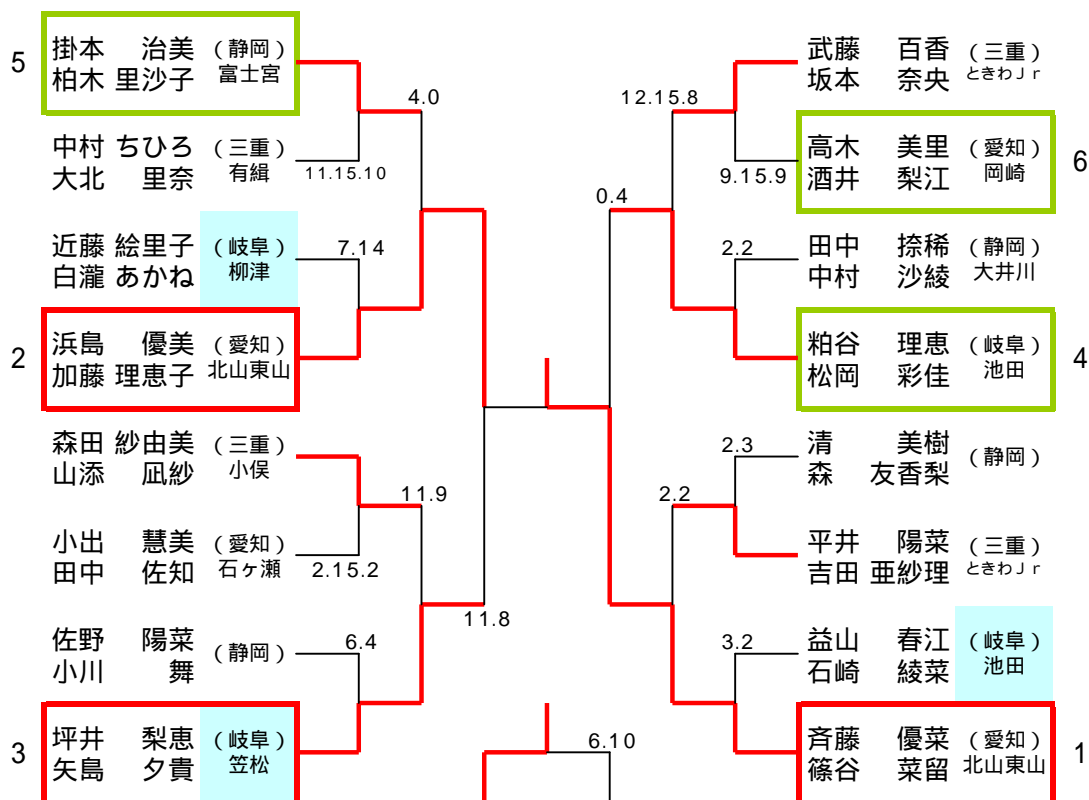 5
掛本 治美 (静岡)
柏木 里沙子 富士宮
4.0
中村 ちひろ (三重)
大北 里奈 有緝
11.15.10
近藤 絵里子 (岐阜)
白瀧 あかね 柳津
7.14
2
浜島 優美 (愛知)
加藤 理恵子 北山東山
森田 紗由美 (三重)
山添 凪紗 小俣
11.9
小出 慧美 (愛知)
田中 佐知 石ヶ瀬
2.15.2
11.8
佐野 陽菜 (静岡)
小川 舞
6.4
3
坪井 梨恵 (岐阜)
矢島 夕貴 笠松
6.10
武藤 百香 (三重)
坂本 奈央 ときわJr
12.15.8
高木 美里 (愛知)
酒井 梨江 岡崎
6
9.15.9
0.4
田中 捺稀 (静岡)
中村 沙綾 大井川
2.2
粕谷 理恵 (岐阜)
松岡 彩佳 池田
4
清 美樹 (静岡)
森 友香梨
2.3
2.2
平井 陽菜 (三重)
吉田 亜紗理 ときわJr
益山 春江 (岐阜)
石崎 綾菜 池田
3.2
斉藤 優菜 (愛知)
篠谷 菜留 北山東山
1